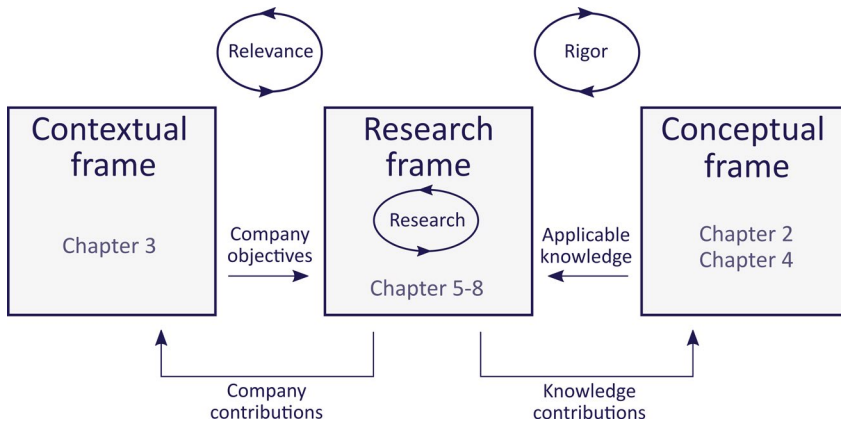 Relevance
Rigor
Contextual
frame
Chapter 3
Company
objectives
Research
frame
Research
Chapter 5-8
Applicable
knowledge
Conceptual
frame
Chapter 2
Chapter 4
Company
contributions
Knowledge
contributions